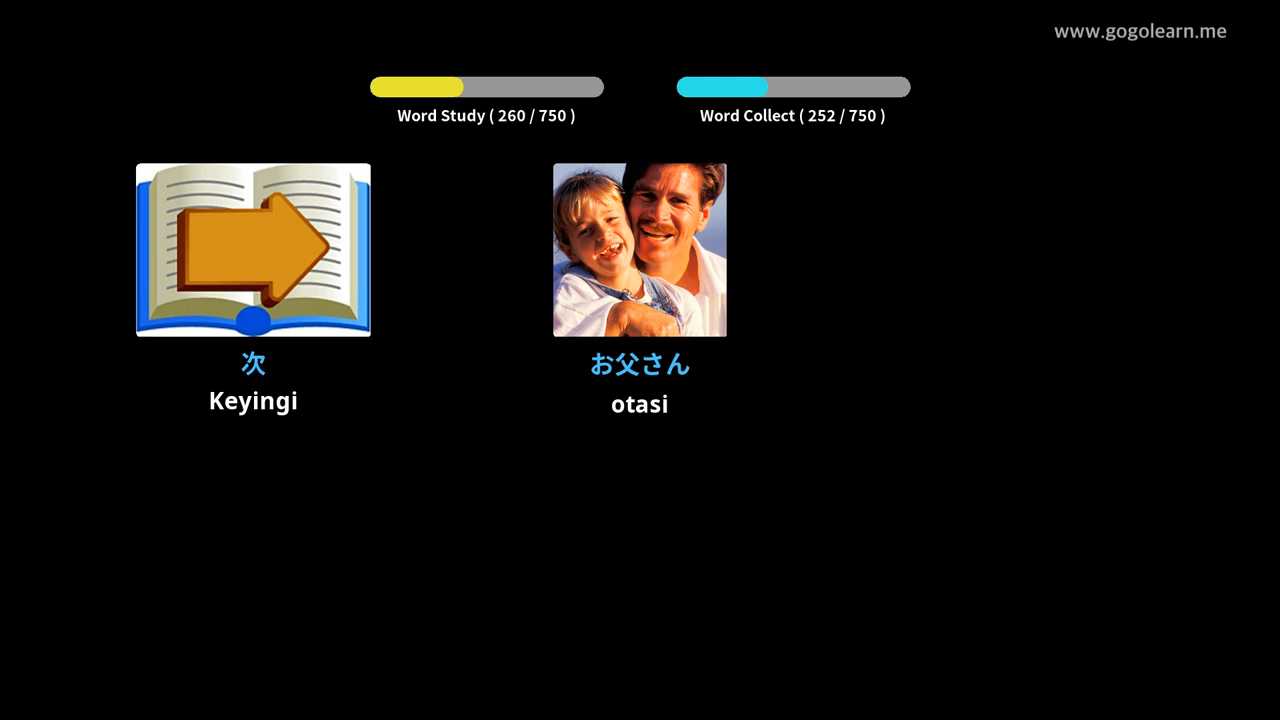 www.gogolearn.me
Word Study ( 260 / 750 )
Word Collect ( 252 / 750 )
次
Keyingi
お父さん
otasi